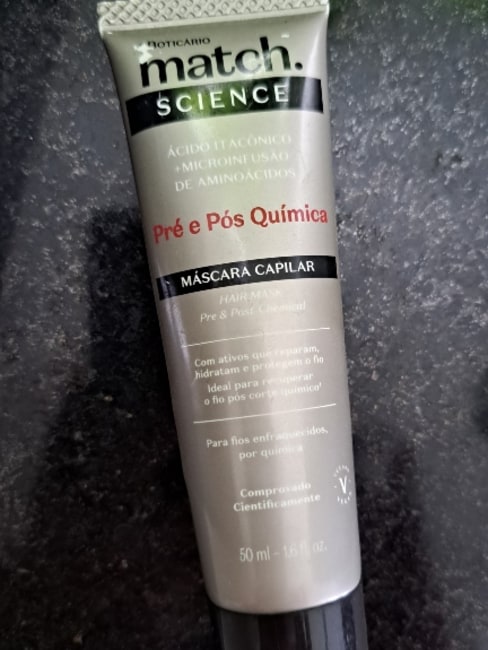 BOTICÁRIO
match.
SCIENCE
ÁCIDO ITACÔNICO
+MICROINFUSÃO
DE AMINOÁCIDOS
Pré e Pós Química
MÁSCARA CAPILAR
HAIR MASK
Pre & Post-Chemical
Com ativos que reparam,
hidratam e protegem o fio
Ideal para recuperar
o fio pós corte químico¹
Para fios enfraquecidos,
por química
Comprovado
Cientificamente
V
50 ml - 1.6 fl. oz.